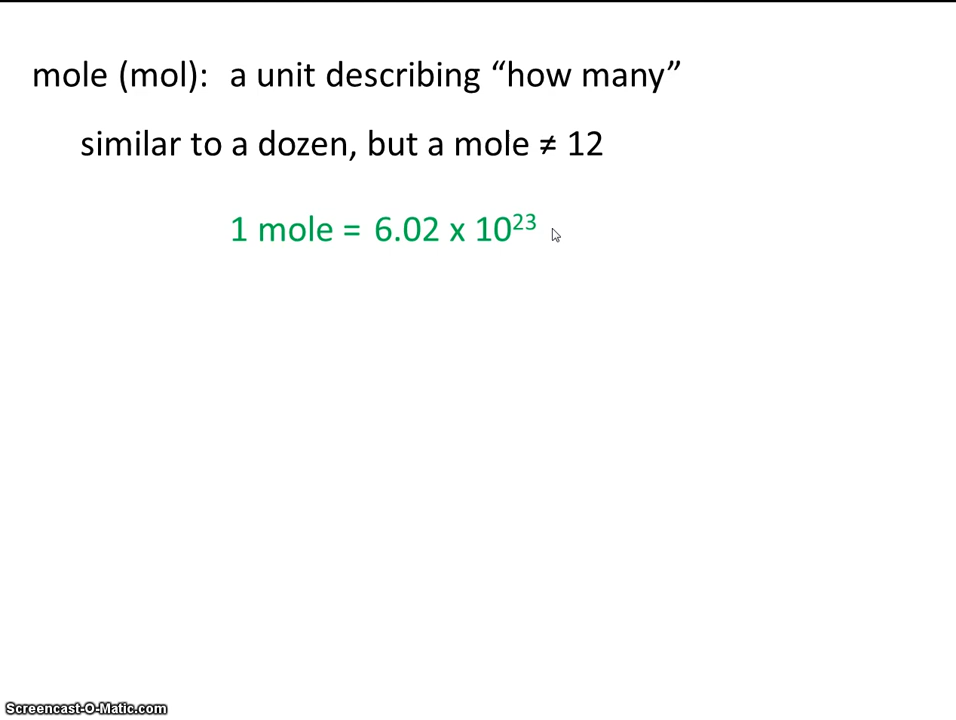 mole (mol): a unit describing “how many”
similar to a dozen, but a mole ≠ 12
1 mole = 6.02 x 10²³
Screencast-O-Matic.com